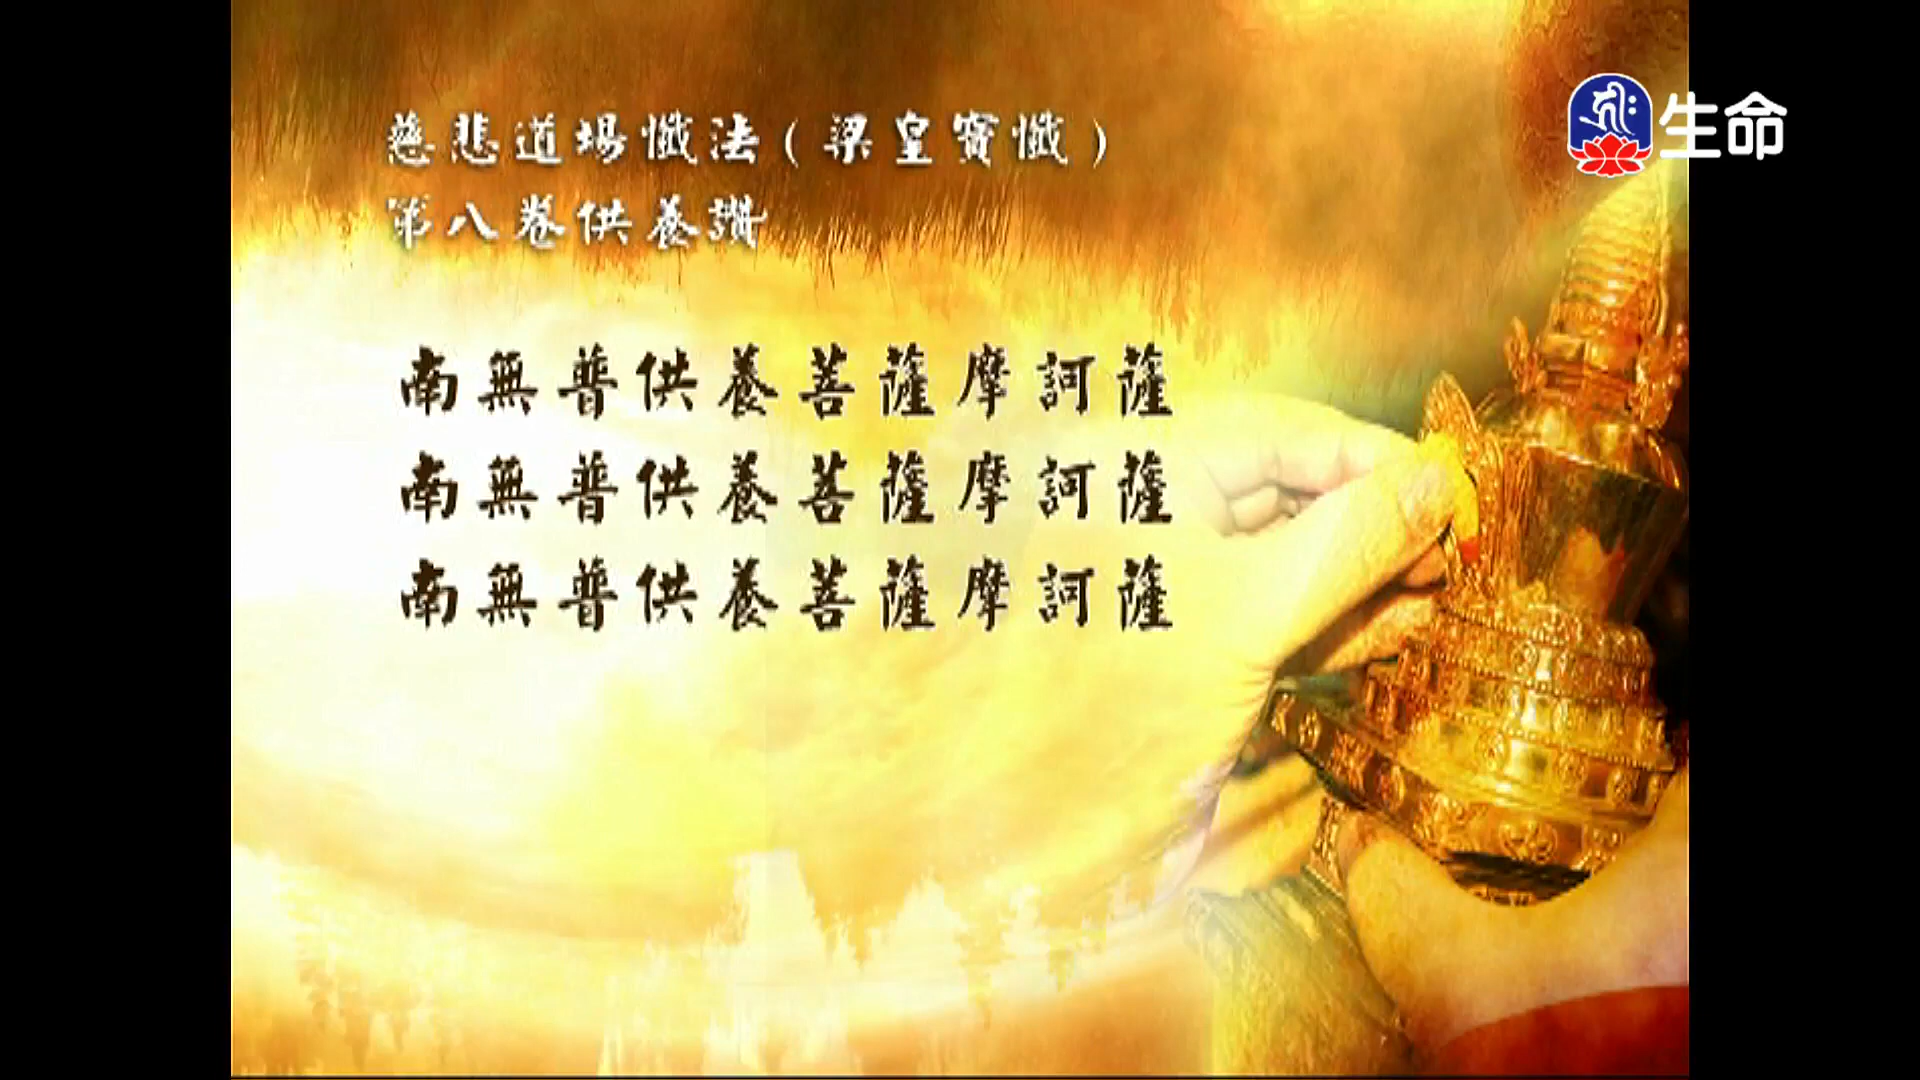 慈悲道場懺法(梁皇寶懺)
第八卷供養讚
南無普供養菩薩摩訶薩
南無普供養菩薩摩訶薩
南無普供養菩薩摩訶薩
生命